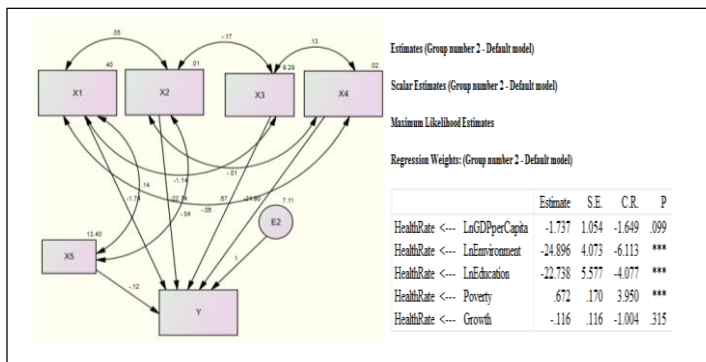 .05
-.17
.13
.40
.01
9.29
.02
X1
X2
X3
X4
-.01
.14
-1.14
-1.74
-22.74
.67
-24.90
-.04
-.05
E2
7.11
13.40
X5
1
-.12
Y
Estimates (Group number 2 - Default model)
Scalar Estimates (Group number 2 - Default model)
Maximum Likelihood Estimates
Regression Weights: (Group number 2 - Default model)
Estimate S.E. C.R. P
HealthRate <--- LnGDPperCapita -1.737 1.054 -1.649 .099
HealthRate <--- LnEnvironment -24.896 4.073 -6.113 ***
HealthRate <--- LnEducation -22.738 5.577 -4.077 ***
HealthRate <--- Poverty .672 .170 3.950 ***
HealthRate <--- Growth -.116 .116 -1.004 .315